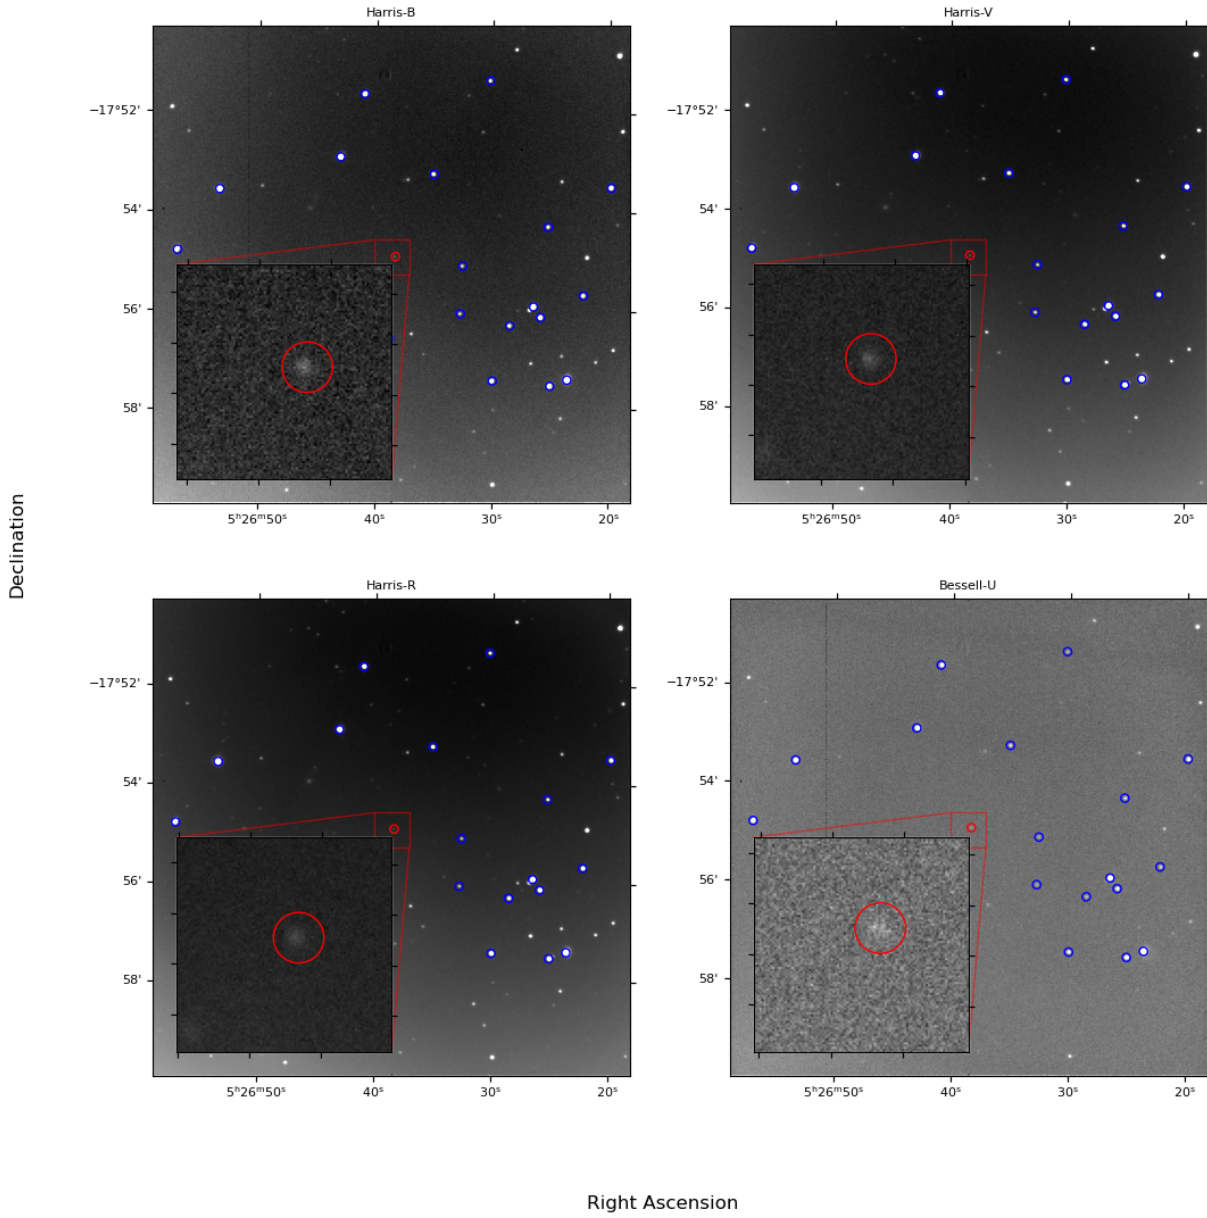 Harris-B
Harris-V
−17°52'
−17°52'
54'
54'
56'
56'
58'
58'
5ʰ26ᵐ50ˢ
40ˢ
30ˢ
20ˢ
5ʰ26ᵐ50ˢ
40ˢ
30ˢ
20ˢ
Declination
Harris-R
Bessell-U
−17°52'
−17°52'
54'
54'
56'
56'
58'
58'
5ʰ26ᵐ50ˢ
40ˢ
30ˢ
20ˢ
5ʰ26ᵐ50ˢ
40ˢ
30ˢ
20ˢ
Right Ascension